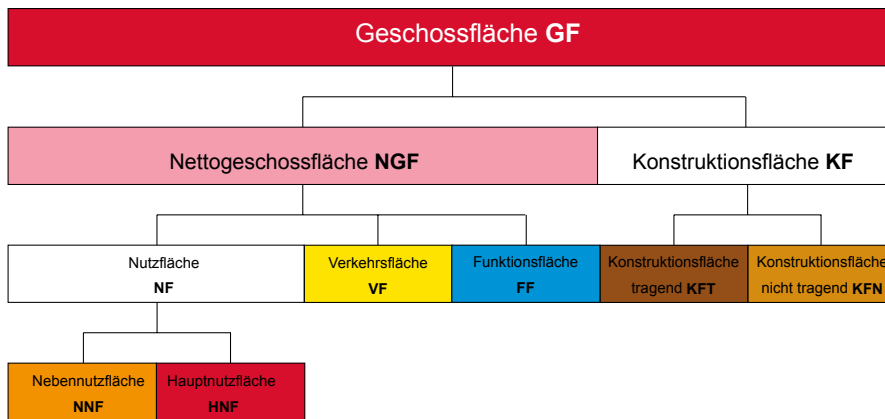 Geschossfläche GF
Nettogeschossfläche NGF
Konstruktionsfläche KF
Nutzfläche
NF
Verkehrsfläche
VF
Funktionsfläche
FF
Konstruktionsfläche
tragend KFT
Konstruktionsfläche
nicht tragend KFN
Nebennutzfläche
NNF
Hauptnutzfläche
HNF